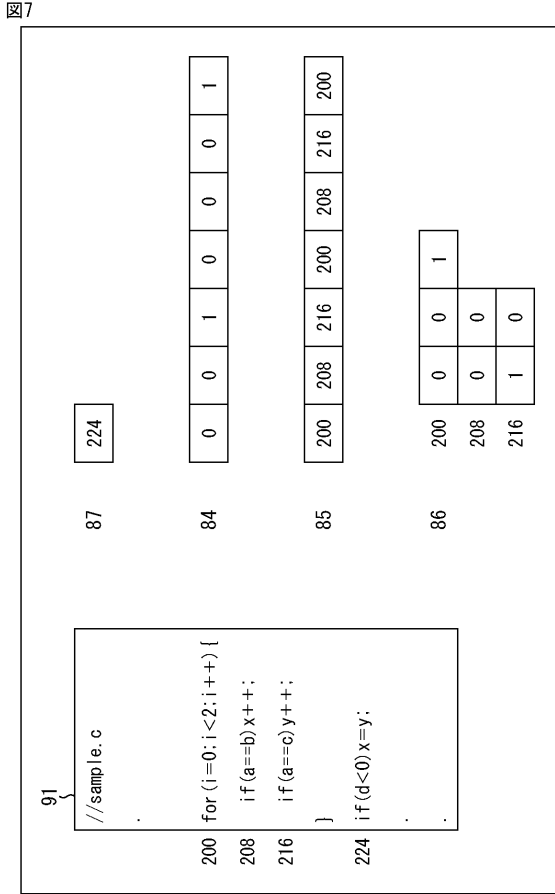 図7
91
//sample.c
.
200 for(i=0;i<2;i++){
208 if(a==b)x++;
216 if(a==c)y++;
}
224 if(d<0)x=y;
.
.
87 224
84 0 0 1 0 0 0 1
85 200 208 216 200 208 216 200
86
200 0 0 1
208 0 0
216 1 0